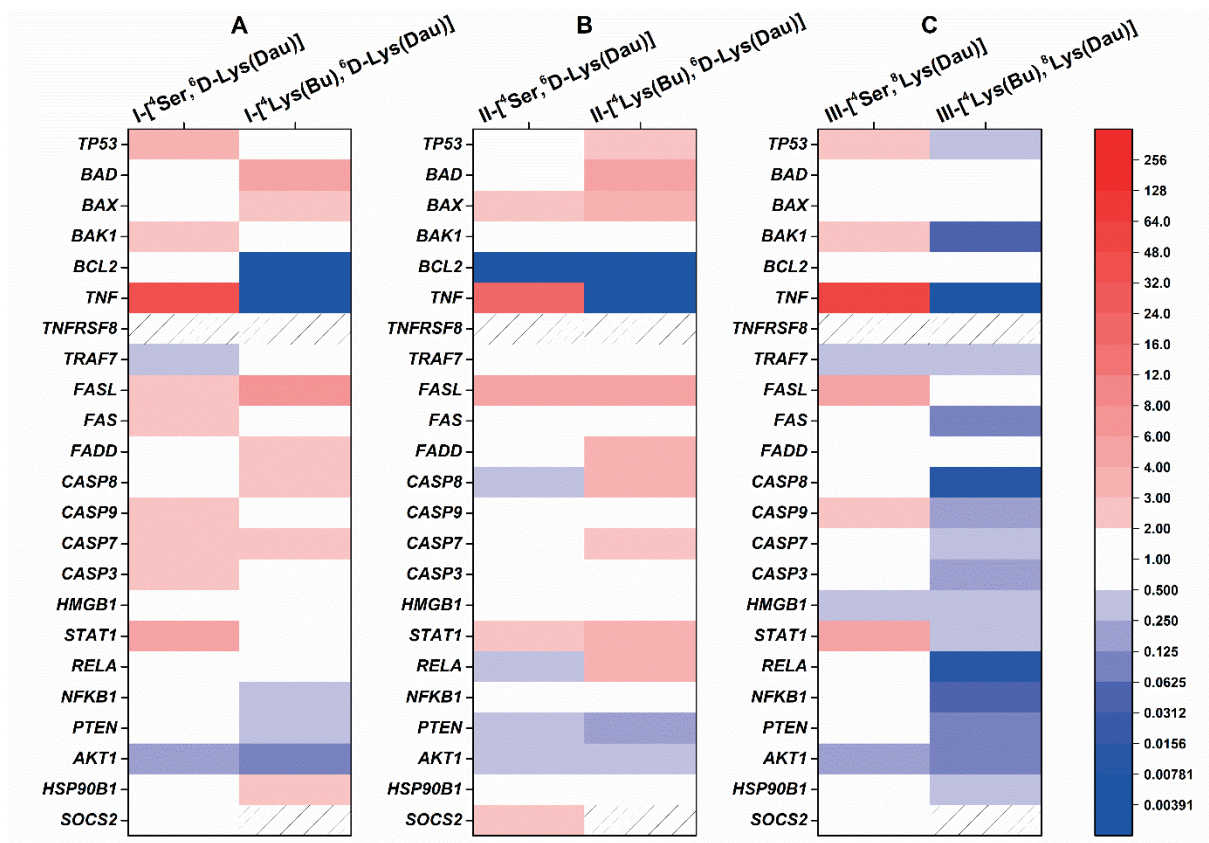 A
B
C
I-[⁴Ser,⁶D-Lys(Dau)]
I-[⁴Lys(Bu),⁶D-Lys(Dau)]
II-[⁴Ser,⁶D-Lys(Dau)]
II-[⁴Lys(Bu),⁶D-Lys(Dau)]
III-[⁴Ser,⁸Lys(Dau)]
III-[⁴Lys(Bu),⁸Lys(Dau)]
TP53
BAD
BAX
BAK1
BCL2
TNF
TNFRSF8
TRAF7
FASL
FAS
FADD
CASP8
CASP9
CASP7
CASP3
HMGB1
STAT1
RELA
NFKB1
PTEN
AKT1
HSP90B1
SOCS2
TP53
BAD
BAX
BAK1
BCL2
TNF
TNFRSF8
TRAF7
FASL
FAS
FADD
CASP8
CASP9
CASP7
CASP3
HMGB1
STAT1
RELA
NFKB1
PTEN
AKT1
HSP90B1
SOCS2
TP53
BAD
BAX
BAK1
BCL2
TNF
TNFRSF8
TRAF7
FASL
FAS
FADD
CASP8
CASP9
CASP7
CASP3
HMGB1
STAT1
RELA
NFKB1
PTEN
AKT1
HSP90B1
SOCS2
256
128
64.0
48.0
32.0
24.0
16.0
12.0
8.00
6.00
4.00
3.00
2.00
1.00
0.500
0.250
0.125
0.0625
0.0312
0.0156
0.00781
0.00391